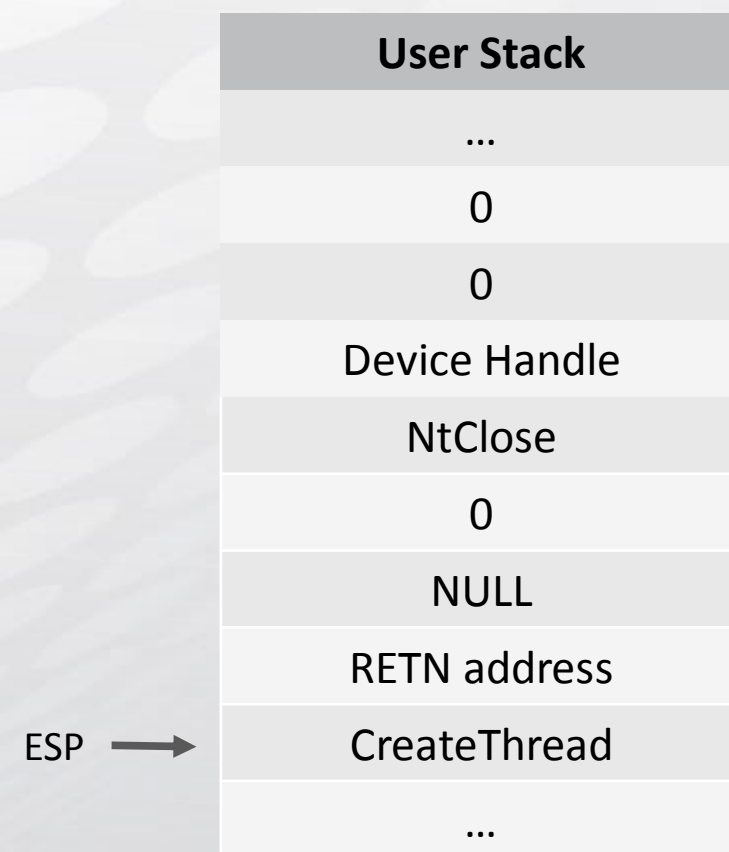 User Stack
...
0
0
Device Handle
NtClose
0
NULL
RETN address
ESP CreateThread
...